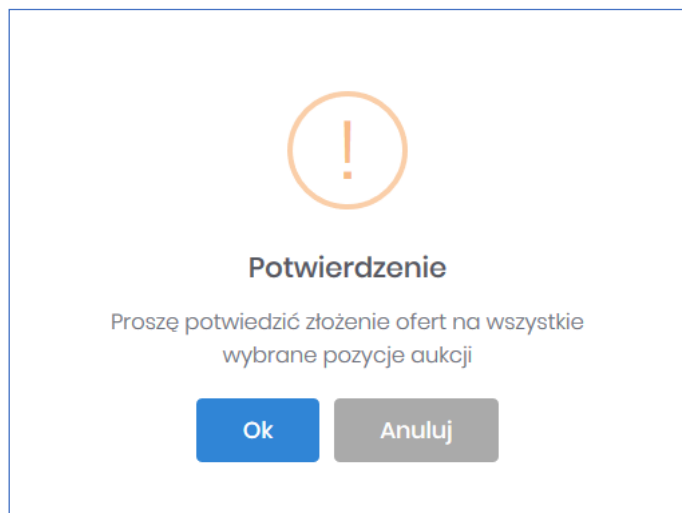 !
Potwierdzenie
Proszę potwiedzić złożenie ofert na wszystkie
wybrane pozycje aukcji
Ok
Anuluj